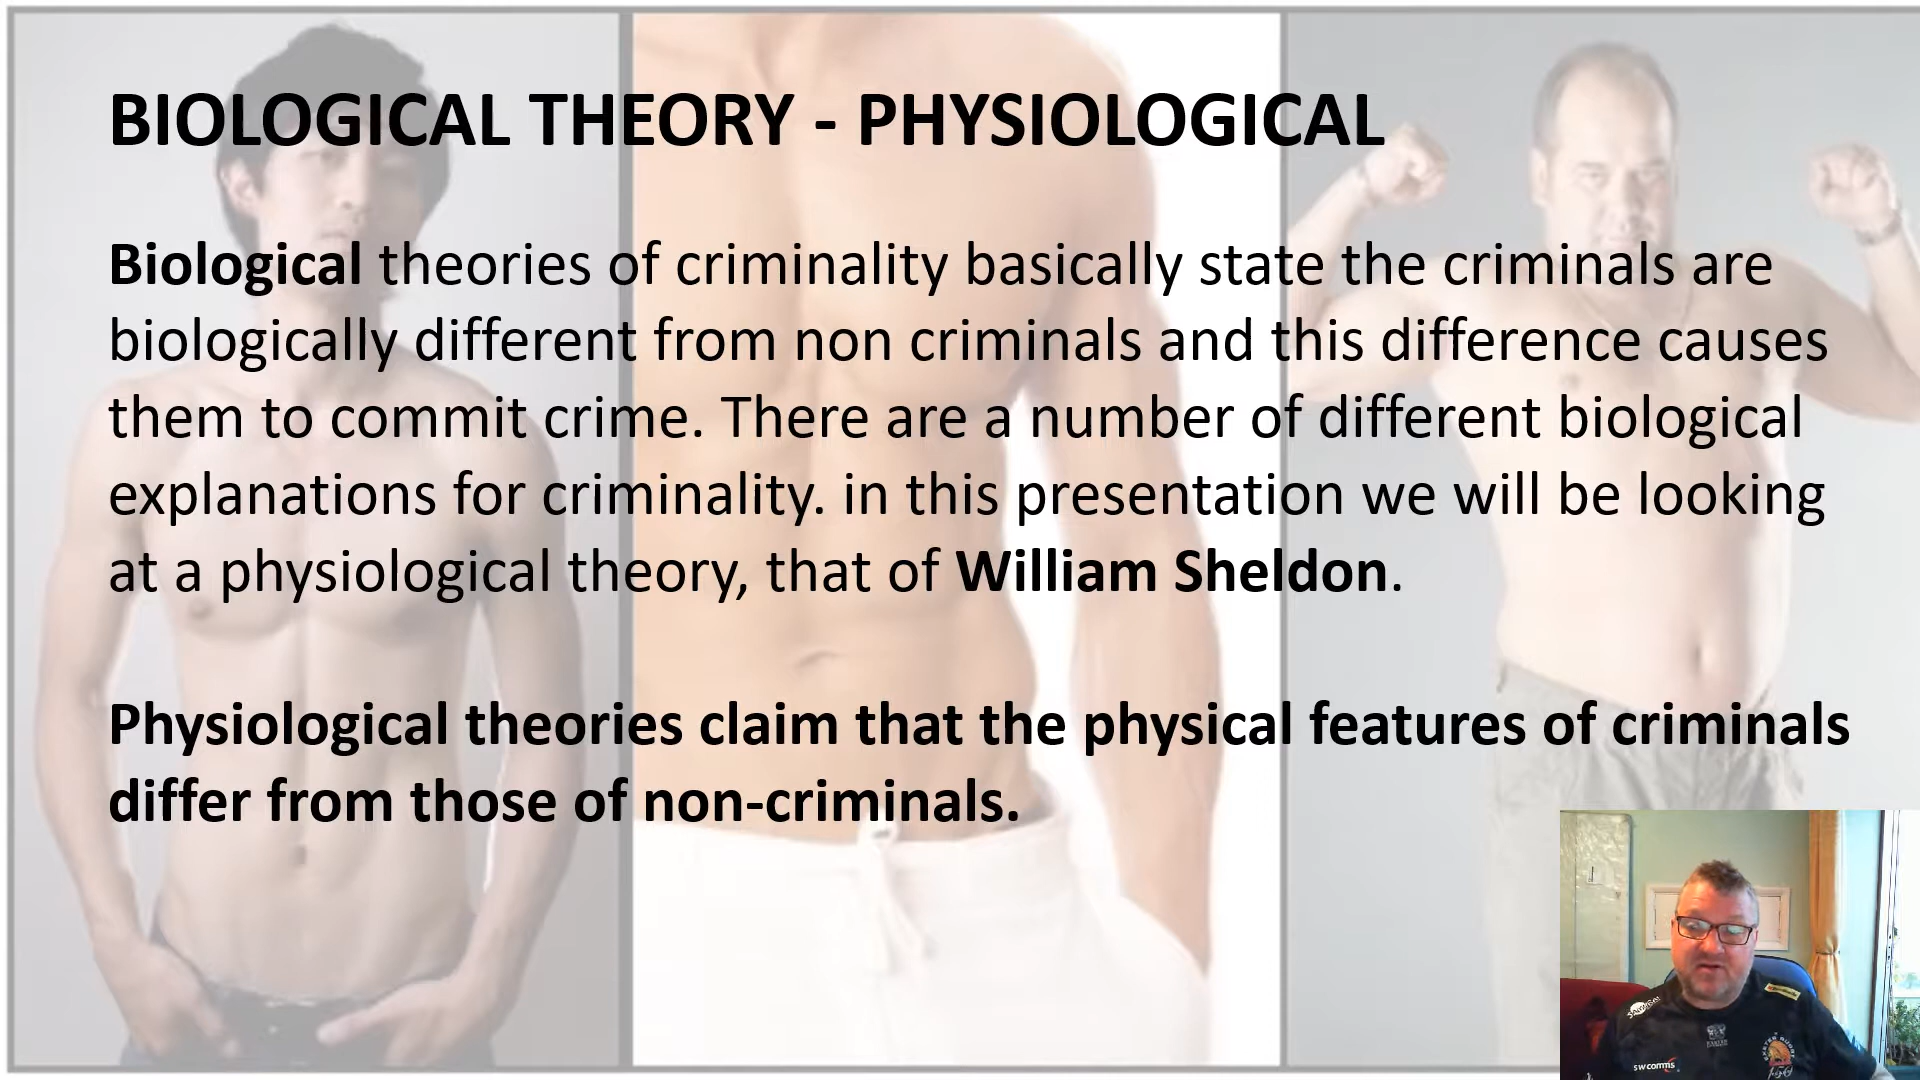 BIOLOGICAL THEORY - PHYSIOLOGICAL
Biological theories of criminality basically state the criminals are
biologically different from non criminals and this difference causes
them to commit crime. There are a number of different biological
explanations for criminality. in this presentation we will be looking
at a physiological theory, that of William Sheldon.
Physiological theories claim that the physical features of criminals
differ from those of non-criminals.
swcomms